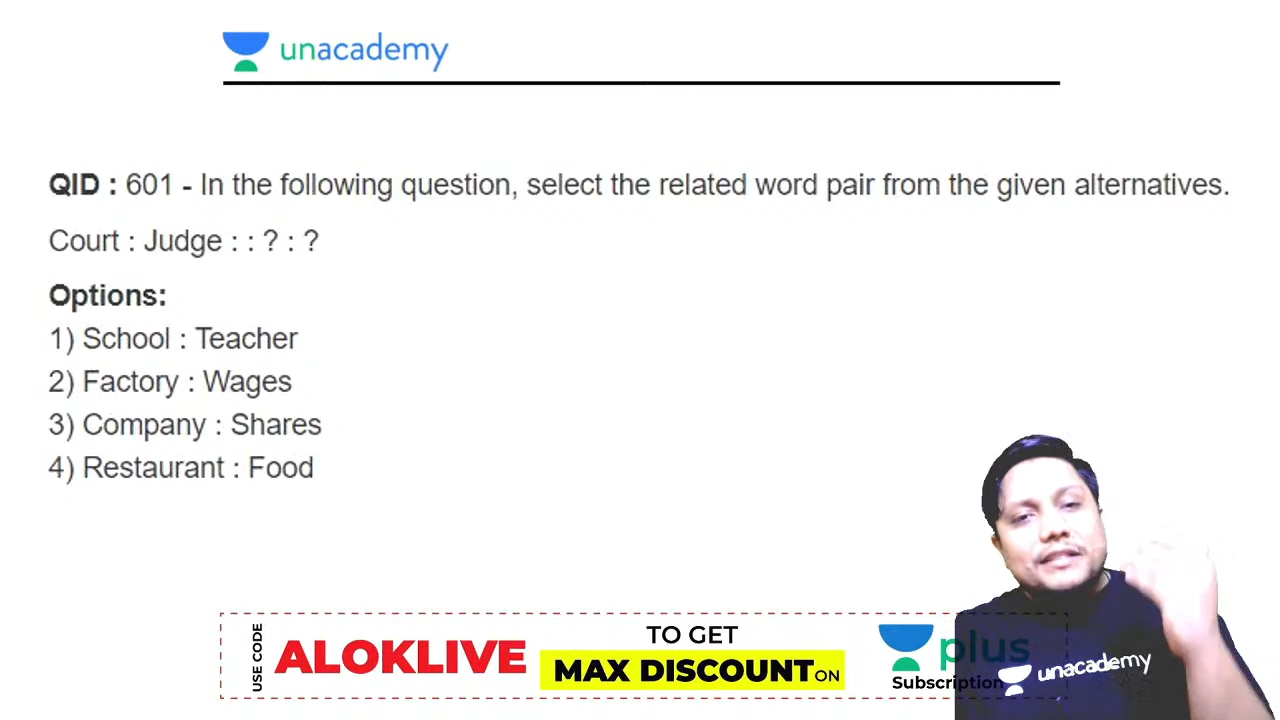 unacademy
QID : 601 - In the following question, select the related word pair from the given alternatives.
Court : Judge : : ? : ?
Options:
1) School : Teacher
2) Factory : Wages
3) Company : Shares
4) Restaurant : Food
USE CODE
ALOKLIVE
TO GET
MAX DISCOUNT ON
plus
Subscription
unacademy